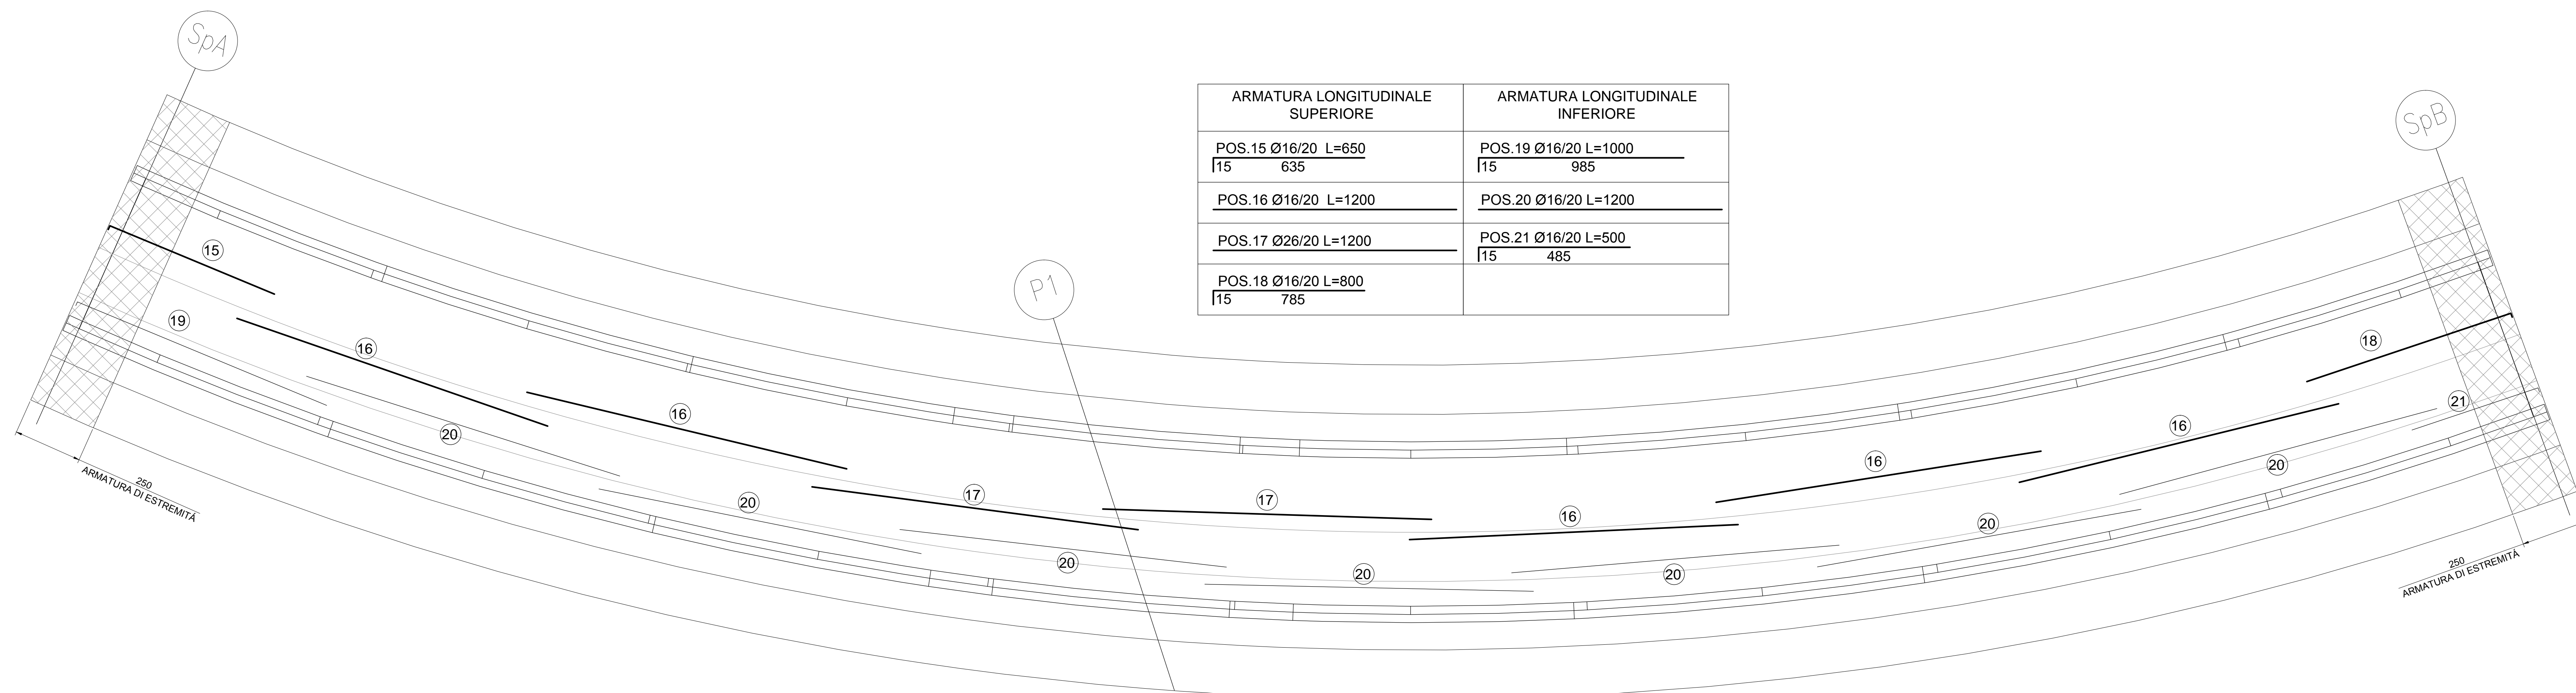 SpA
SpB
P1
ARMATURA LONGITUDINALE
SUPERIORE
ARMATURA LONGITUDINALE
INFERIORE
POS.15 Ø16/20 L=650
15 635
POS.19 Ø16/20 L=1000
15 985
POS.16 Ø16/20 L=1200
POS.20 Ø16/20 L=1200
POS.17 Ø26/20 L=1200
POS.21 Ø16/20 L=500
15 485
POS.18 Ø16/20 L=800
15 785
15
19
16
20
16
20
17
20
17
20
16
20
16
20
16
20
18
21
250
ARMATURA DI ESTREMITÁ
250
ARMATURA DI ESTREMITÁ